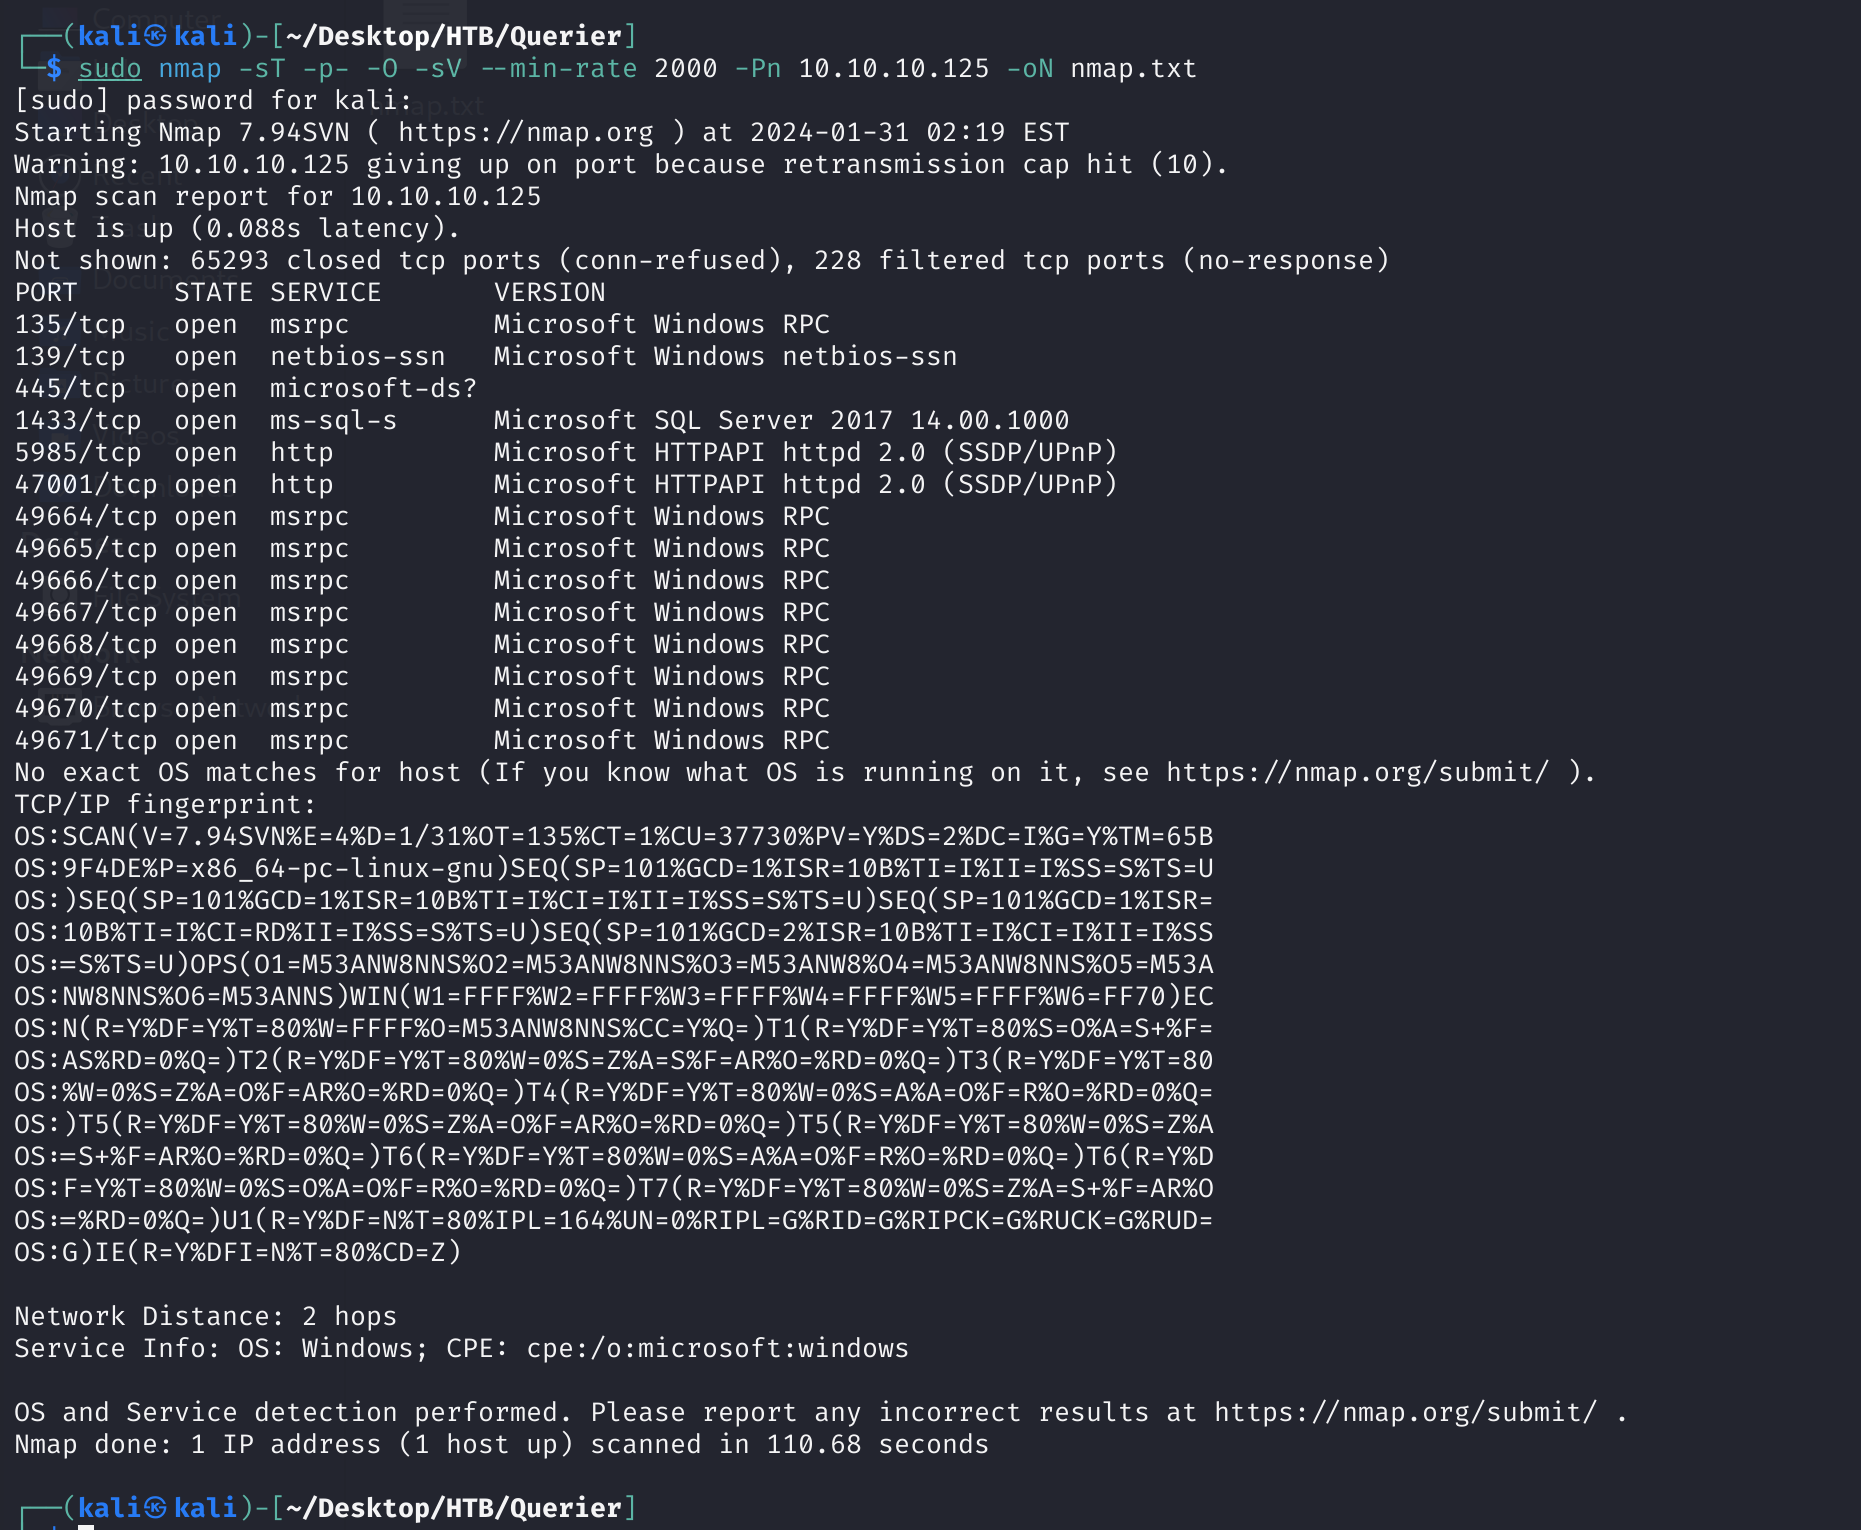 Computer
┌──(kali㉿kali)-[~/Desktop/HTB/Querier]
└─$ sudo nmap -sT -p- -O -sV --min-rate 2000 -Pn 10.10.10.125 -oN nmap.txt
[sudo] password for kali:
Starting Nmap 7.94SVN ( https://nmap.org ) at 2024-01-31 02:19 EST
Warning: 10.10.10.125 giving up on port because retransmission cap hit (10).
Nmap scan report for 10.10.10.125
Host is up (0.088s latency).
Not shown: 65293 closed tcp ports (conn-refused), 228 filtered tcp ports (no-response)
PORT      STATE SERVICE       VERSION
135/tcp   open  msrpc         Microsoft Windows RPC
139/tcp   open  netbios-ssn   Microsoft Windows netbios-ssn
445/tcp   open  microsoft-ds?
1433/tcp  open  ms-sql-s      Microsoft SQL Server 2017 14.00.1000
5985/tcp  open  http          Microsoft HTTPAPI httpd 2.0 (SSDP/UPnP)
47001/tcp open  http          Microsoft HTTPAPI httpd 2.0 (SSDP/UPnP)
49664/tcp open  msrpc         Microsoft Windows RPC
49665/tcp open  msrpc         Microsoft Windows RPC
49666/tcp open  msrpc         Microsoft Windows RPC
49667/tcp open  msrpc         Microsoft Windows RPC
49668/tcp open  msrpc         Microsoft Windows RPC
49669/tcp open  msrpc         Microsoft Windows RPC
49670/tcp open  msrpc         Microsoft Windows RPC
49671/tcp open  msrpc         Microsoft Windows RPC
No exact OS matches for host (If you know what OS is running on it, see https://nmap.org/submit/ ).
TCP/IP fingerprint:
OS:SCAN(V=7.94SVN%E=4%D=1/31%OT=135%CT=1%CU=37730%PV=Y%DS=2%DC=I%G=Y%TM=65B
OS:9F4DE%P=x86_64-pc-linux-gnu)SEQ(SP=101%GCD=1%ISR=10B%TI=I%II=I%SS=S%TS=U
OS:)SEQ(SP=101%GCD=1%ISR=10B%TI=I%CI=I%II=I%SS=S%TS=U)SEQ(SP=101%GCD=1%ISR=
OS:10B%TI=I%CI=RD%II=I%SS=S%TS=U)SEQ(SP=101%GCD=2%ISR=10B%TI=I%CI=I%II=I%SS
OS:=S%TS=U)OPS(O1=M53ANW8NNS%O2=M53ANW8NNS%O3=M53ANW8%O4=M53ANW8NNS%O5=M53A
OS:NW8NNS%O6=M53ANNS)WIN(W1=FFFF%W2=FFFF%W3=FFFF%W4=FFFF%W5=FFFF%W6=FF70)EC
OS:N(R=Y%DF=Y%T=80%W=FFFF%O=M53ANW8NNS%CC=Y%Q=)T1(R=Y%DF=Y%T=80%S=O%A=S+%F=
OS:AS%RD=0%Q=)T2(R=Y%DF=Y%T=80%W=0%S=Z%A=S%F=AR%O=%RD=0%Q=)T3(R=Y%DF=Y%T=80
OS:%W=0%S=Z%A=O%F=AR%O=%RD=0%Q=)T4(R=Y%DF=Y%T=80%W=0%S=A%A=O%F=R%O=%RD=0%Q=
OS:)T5(R=Y%DF=Y%T=80%W=0%S=Z%A=O%F=AR%O=%RD=0%Q=)T5(R=Y%DF=Y%T=80%W=0%S=Z%A
OS:=S+%F=AR%O=%RD=0%Q=)T6(R=Y%DF=Y%T=80%W=0%S=A%A=O%F=R%O=%RD=0%Q=)T6(R=Y%D
OS:F=Y%T=80%W=0%S=O%A=O%F=R%O=%RD=0%Q=)T7(R=Y%DF=Y%T=80%W=0%S=Z%A=S+%F=AR%O
OS:=%RD=0%Q=)U1(R=Y%DF=N%T=80%IPL=164%UN=0%RIPL=G%RID=G%RIPCK=G%RUCK=G%RUD=
OS:G)IE(R=Y%DFI=N%T=80%CD=Z)
Network Distance: 2 hops
Service Info: OS: Windows; CPE: cpe:/o:microsoft:windows
OS and Service detection performed. Please report any incorrect results at https://nmap.org/submit/ .
Nmap done: 1 IP address (1 host up) scanned in 110.68 seconds
┌──(kali㉿kali)-[~/Desktop/HTB/Querier]